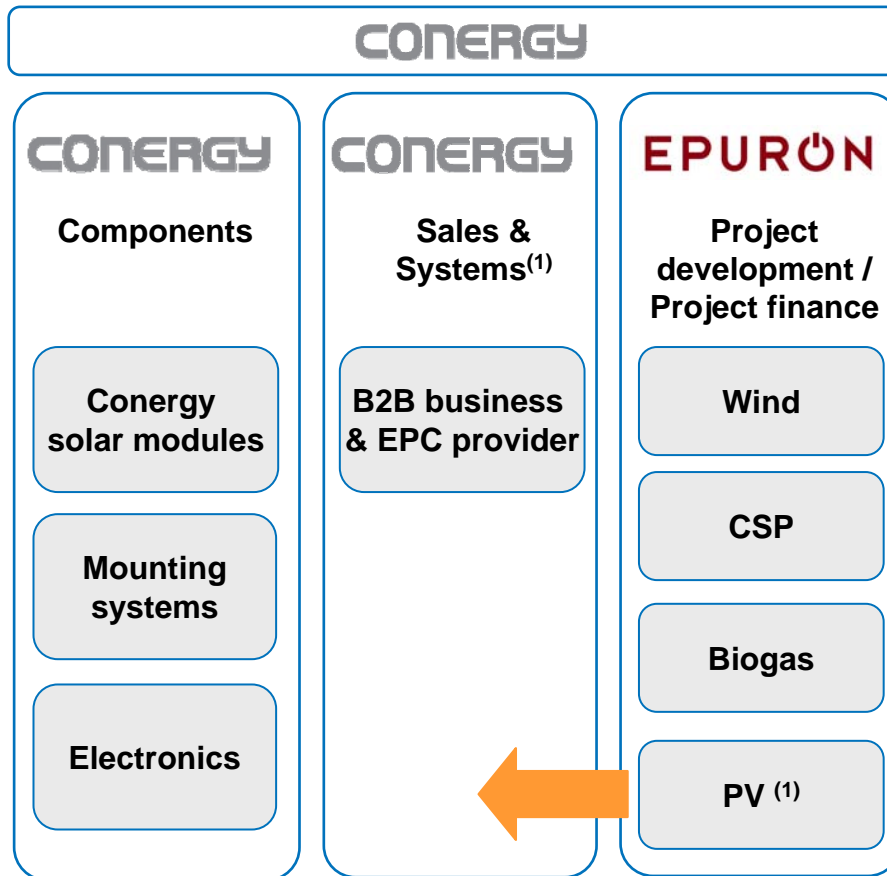 CONERGY
CONERGY
Components
Conergy
solar modules
Mounting
systems
Electronics
CONERGY
Sales &
Systems(1)
B2B business
& EPC provider
EPURON
Project
development /
Project finance
Wind
CSP
Biogas
PV (1)